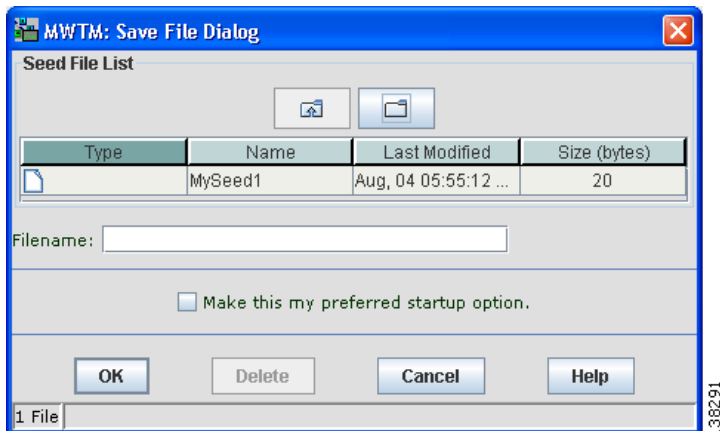 MWTM: Save File Dialog
Seed File List
Type Name Last Modified Size (bytes)
MySeed1 Aug, 04 05:55:12 ... 20
Filename:
Make this my preferred startup option.
OK Delete Cancel Help
1 File
38291